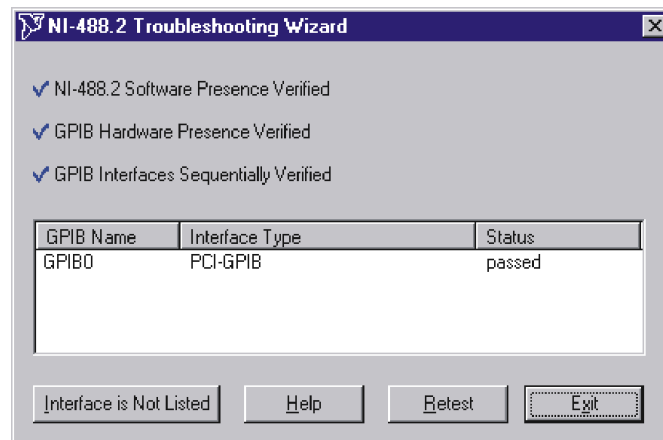 NI-488.2 Troubleshooting Wizard
NI-488.2 Software Presence Verified
GPIB Hardware Presence Verified
GPIB Interfaces Sequentially Verified
GPIB Name Interface Type Status
GPIB0 PCI-GPIB passed
Interface is Not Listed Help Retest Exit